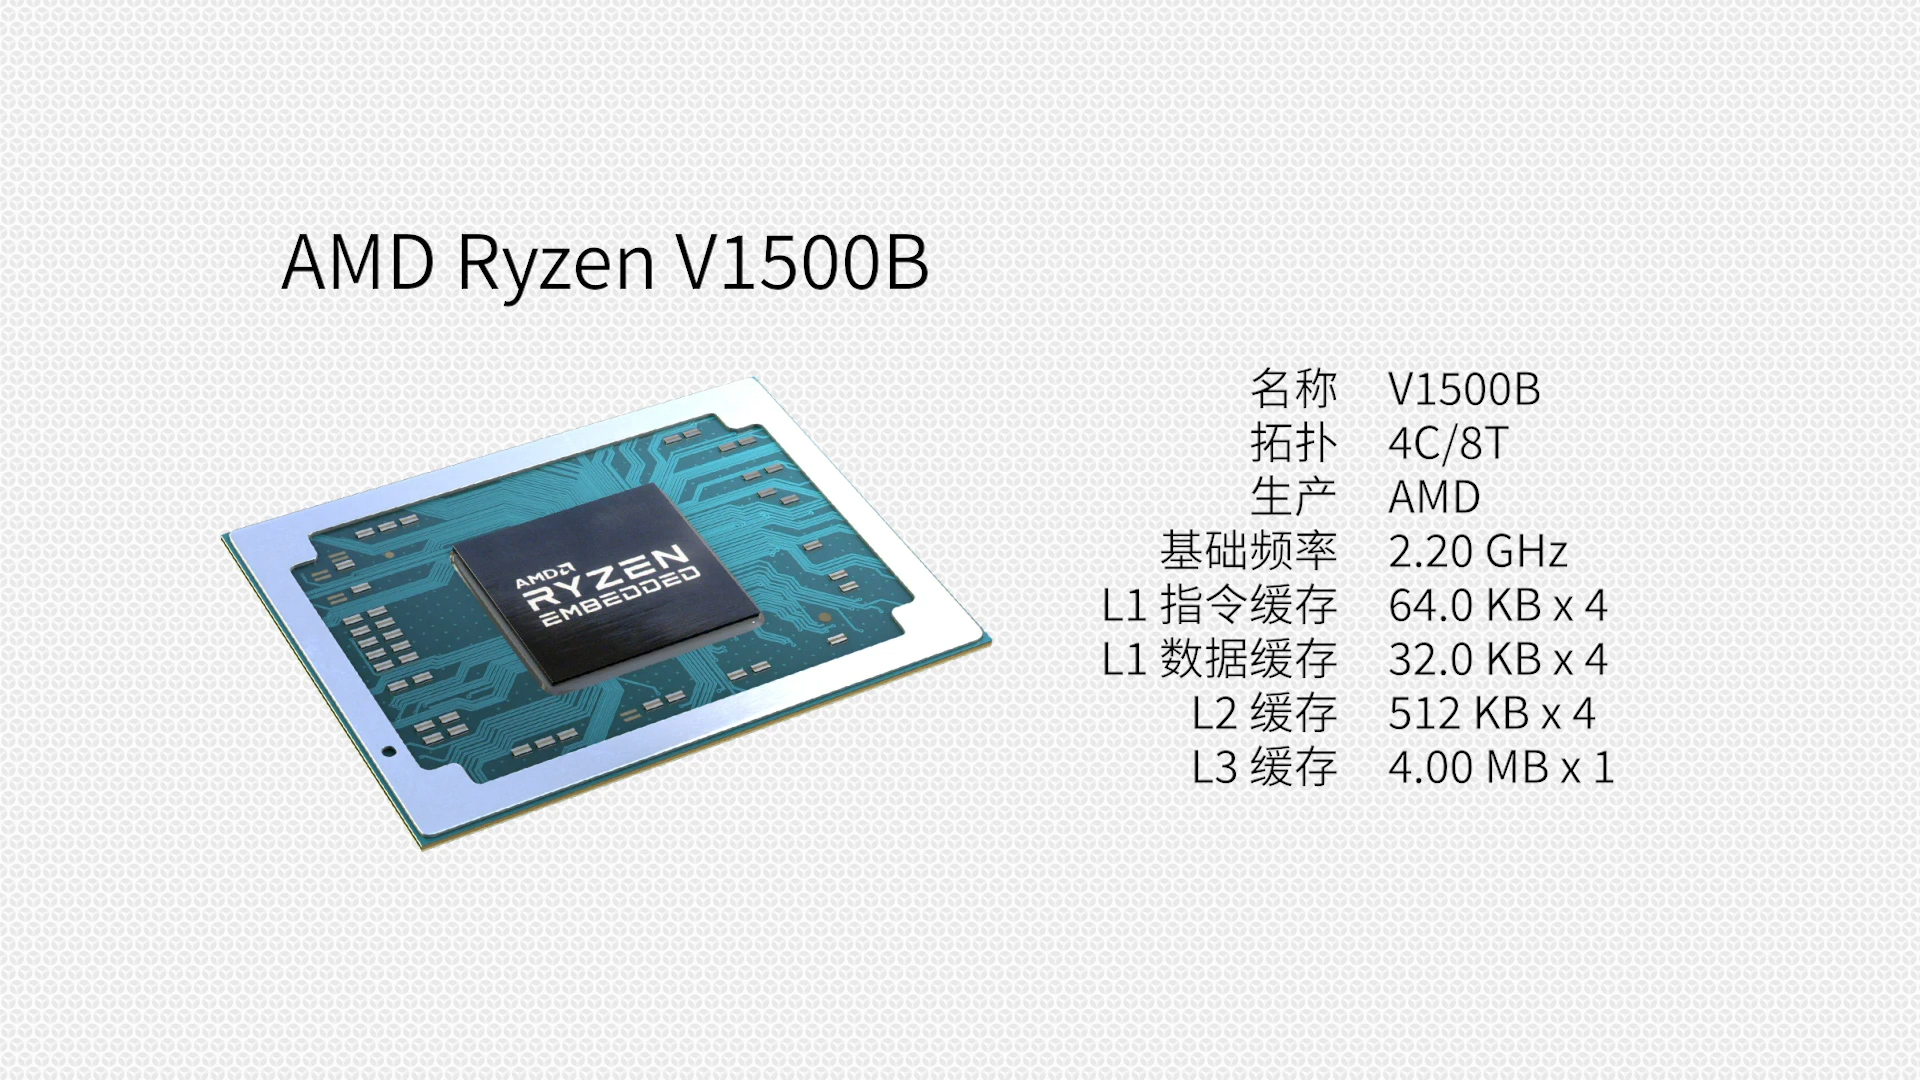 AMD Ryzen V1500B
AMD
RYZEN
EMBEDDED
名称 V1500B
拓扑 4C/8T
生产 AMD
基础频率 2.20 GHz
L1 指令缓存 64.0 KB x 4
L1 数据缓存 32.0 KB x 4
L2 缓存 512 KB x 4
L3 缓存 4.00 MB x 1